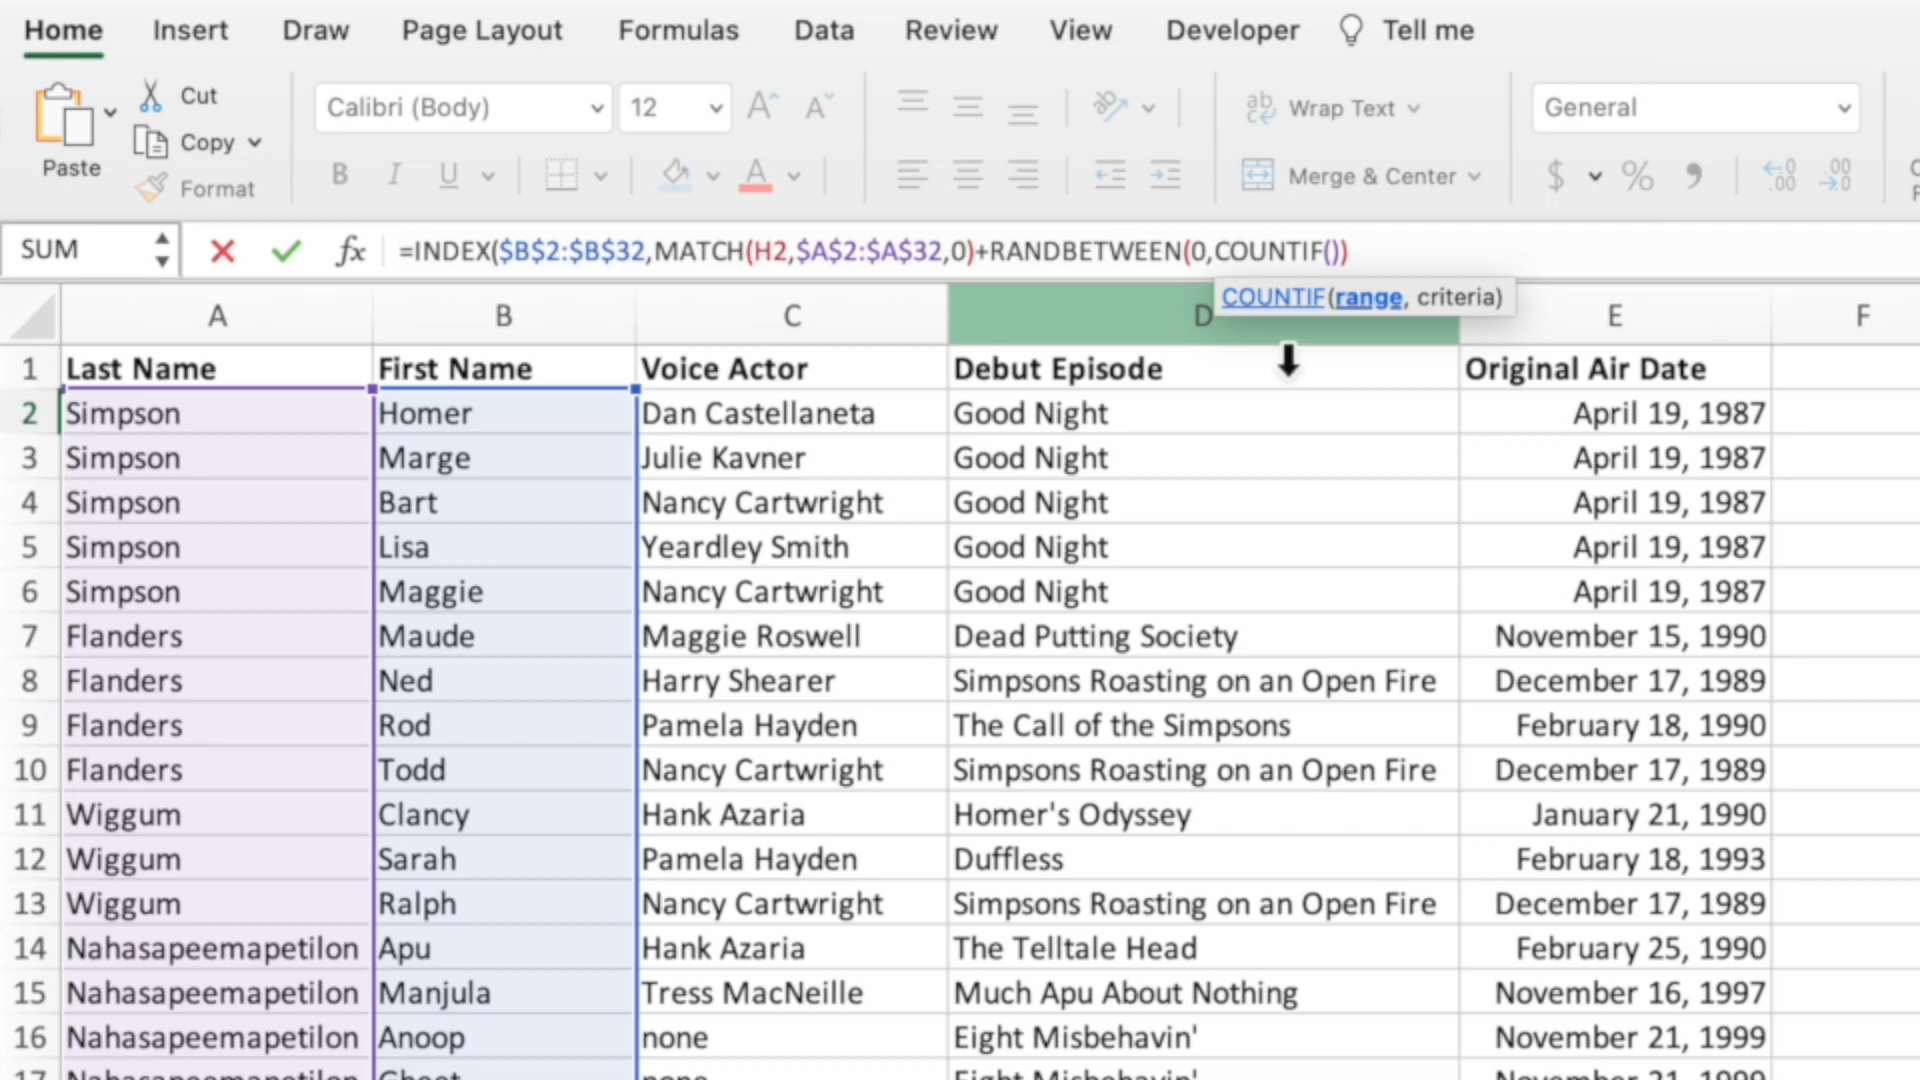 Home Insert Draw Page Layout Formulas Data Review View Developer Tell me
Paste
Cut
Copy
Format
Calibri (Body) 12
B I U
Wrap Text
Merge & Center
General
$ % 
SUM fx =INDEX($B$2:$B$32,MATCH(H2,$A$2:$A$32,0)+RANDBETWEEN(0,COUNTIF())
COUNTIF(range, criteria)
A B C D E F
1 Last Name First Name Voice Actor Debut Episode Original Air Date
2 Simpson Homer Dan Castellaneta Good Night April 19, 1987
3 Simpson Marge Julie Kavner Good Night April 19, 1987
4 Simpson Bart Nancy Cartwright Good Night April 19, 1987
5 Simpson Lisa Yeardley Smith Good Night April 19, 1987
6 Simpson Maggie Nancy Cartwright Good Night April 19, 1987
7 Flanders Maude Maggie Roswell Dead Putting Society November 15, 1990
8 Flanders Ned Harry Shearer Simpsons Roasting on an Open Fire December 17, 1989
9 Flanders Rod Pamela Hayden The Call of the Simpsons February 18, 1990
10 Flanders Todd Nancy Cartwright Simpsons Roasting on an Open Fire December 17, 1989
11 Wiggum Clancy Hank Azaria Homer's Odyssey January 21, 1990
12 Wiggum Sarah Pamela Hayden Duffless February 18, 1993
13 Wiggum Ralph Nancy Cartwright Simpsons Roasting on an Open Fire December 17, 1989
14 Nahasapeemapetilon Apu Hank Azaria The Telltale Head February 25, 1990
15 Nahasapeemapetilon Manjula Tress MacNeille Much Apu About Nothing November 16, 1997
16 Nahasapeemapetilon Anoop none Eight Misbehavin' November 21, 1999
17 Nahasapeemapetilon none Eight Misbehavin' November 21, 1999